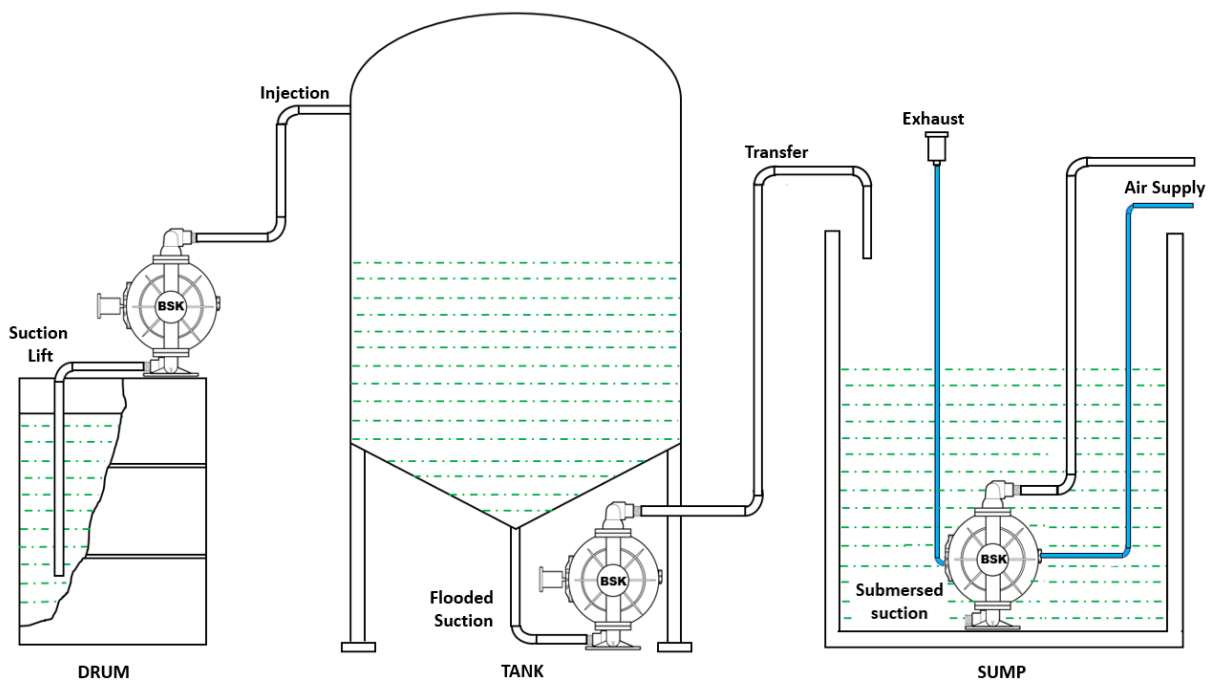 Injection
Exhaust
Transfer
Air Supply
BSK
Suction
Lift
BSK
BSK
Flooded
Suction
Submersed
suction
DRUM
TANK
SUMP